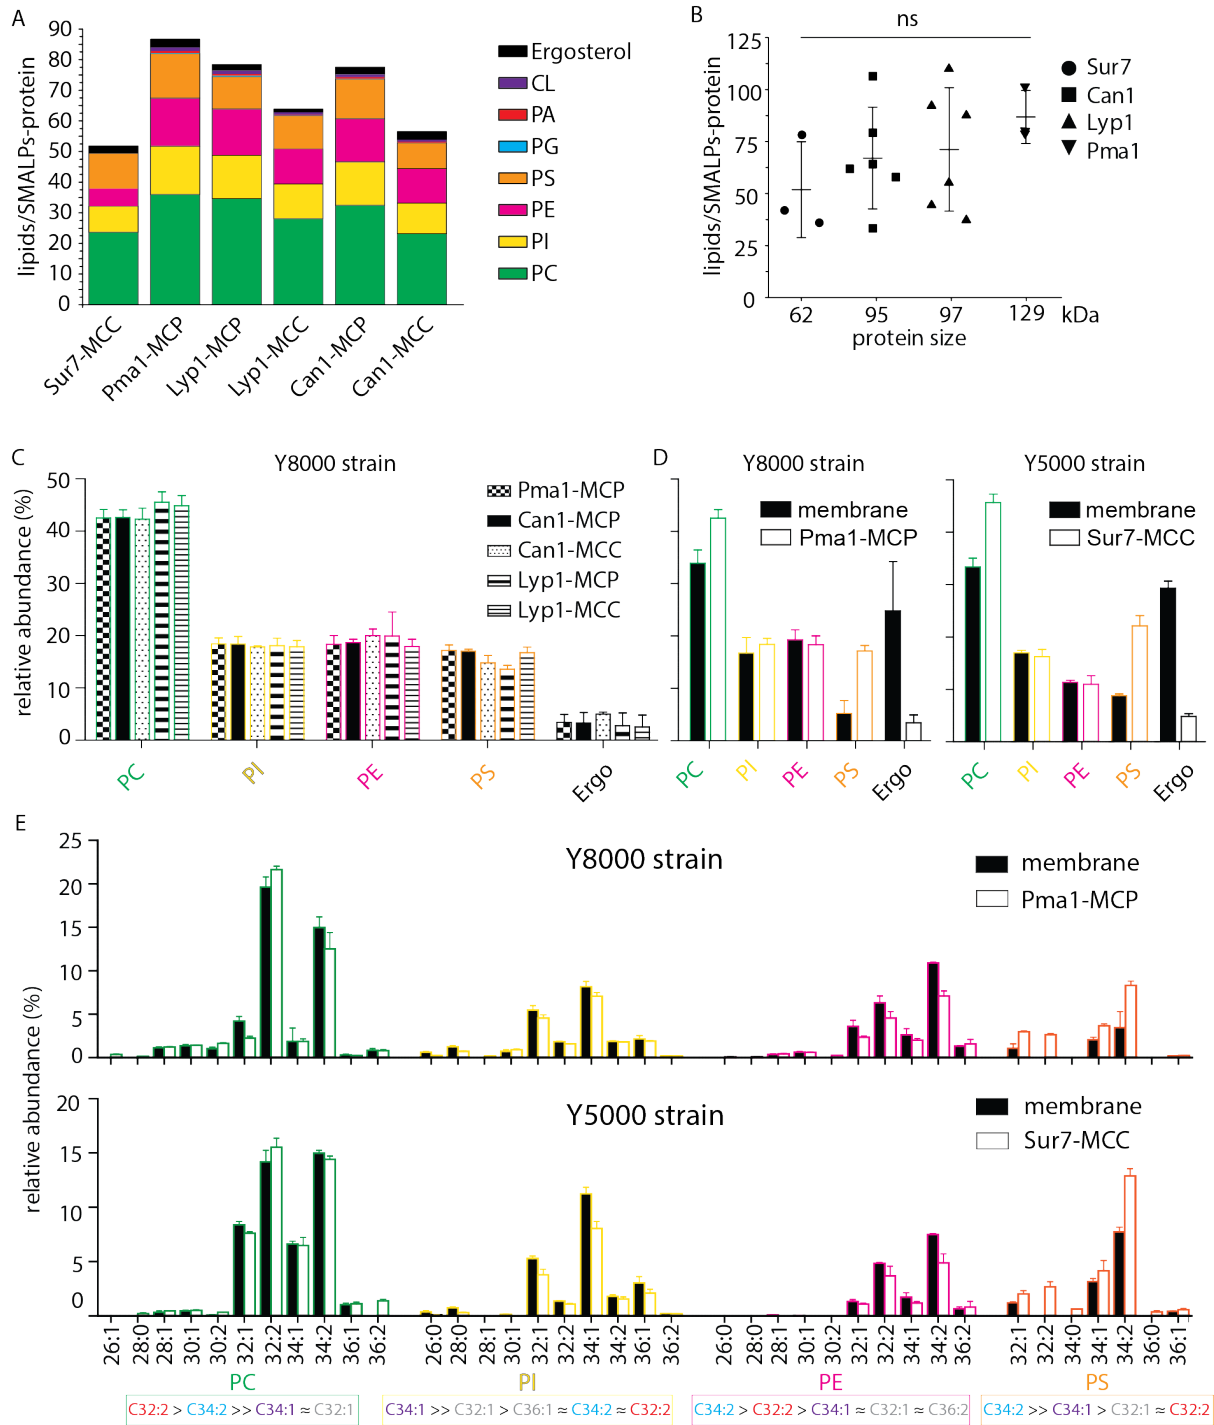 A
lipids/SMALPs-protein
90
80
70
60
50
40
30
20
10
0
Sur7-MCC
Pma1-MCP
Lyp1-MCP
Lyp1-MCC
Can1-MCP
Can1-MCC
Ergosterol
CL
PA
PG
PS
PE
PI
PC
B
ns
lipids/SMALPs-protein
125
100
75
50
25
0
62 95 97 129 kDa
protein size
Sur7
Can1
Lyp1
Pma1
C
Y8000 strain
relative abundance (%)
50
40
30
20
10
0
Pma1-MCP
Can1-MCP
Can1-MCC
Lyp1-MCP
Lyp1-MCC
PC PI PE PS Ergo
D
Y8000 strain
membrane
Pma1-MCP
PC PI PE PS Ergo
Y5000 strain
membrane
Sur7-MCC
PC PI PE PS Ergo
E
Y8000 strain
membrane
Pma1-MCP
relative abundance (%)
25
20
15
10
5
0
Y5000 strain
membrane
Sur7-MCC
relative abundance (%)
20
15
10
5
0
26:1 28:0 28:1 30:1 30:2 32:1 32:2 34:1 34:2 36:1 36:2
26:0 28:0 28:1 30:1 32:1 32:2 34:1 34:2 36:1 36:2
26:0 28:0 28:1 30:1 30:2 32:1 32:2 34:1 34:2 36:2
32:1 32:2 34:0 34:1 34:2 36:0 36:1
PC PI PE PS
C32:2 > C34:2 >> C34:1 ≈ C32:1
C34:1 >> C32:1 > C36:1 ≈ C34:2 ≈ C32:2
C34:2 > C32:2 > C34:1 ≈ C32:1 ≈ C36:2
C34:2 >> C34:1 > C32:1 ≈ C32:2